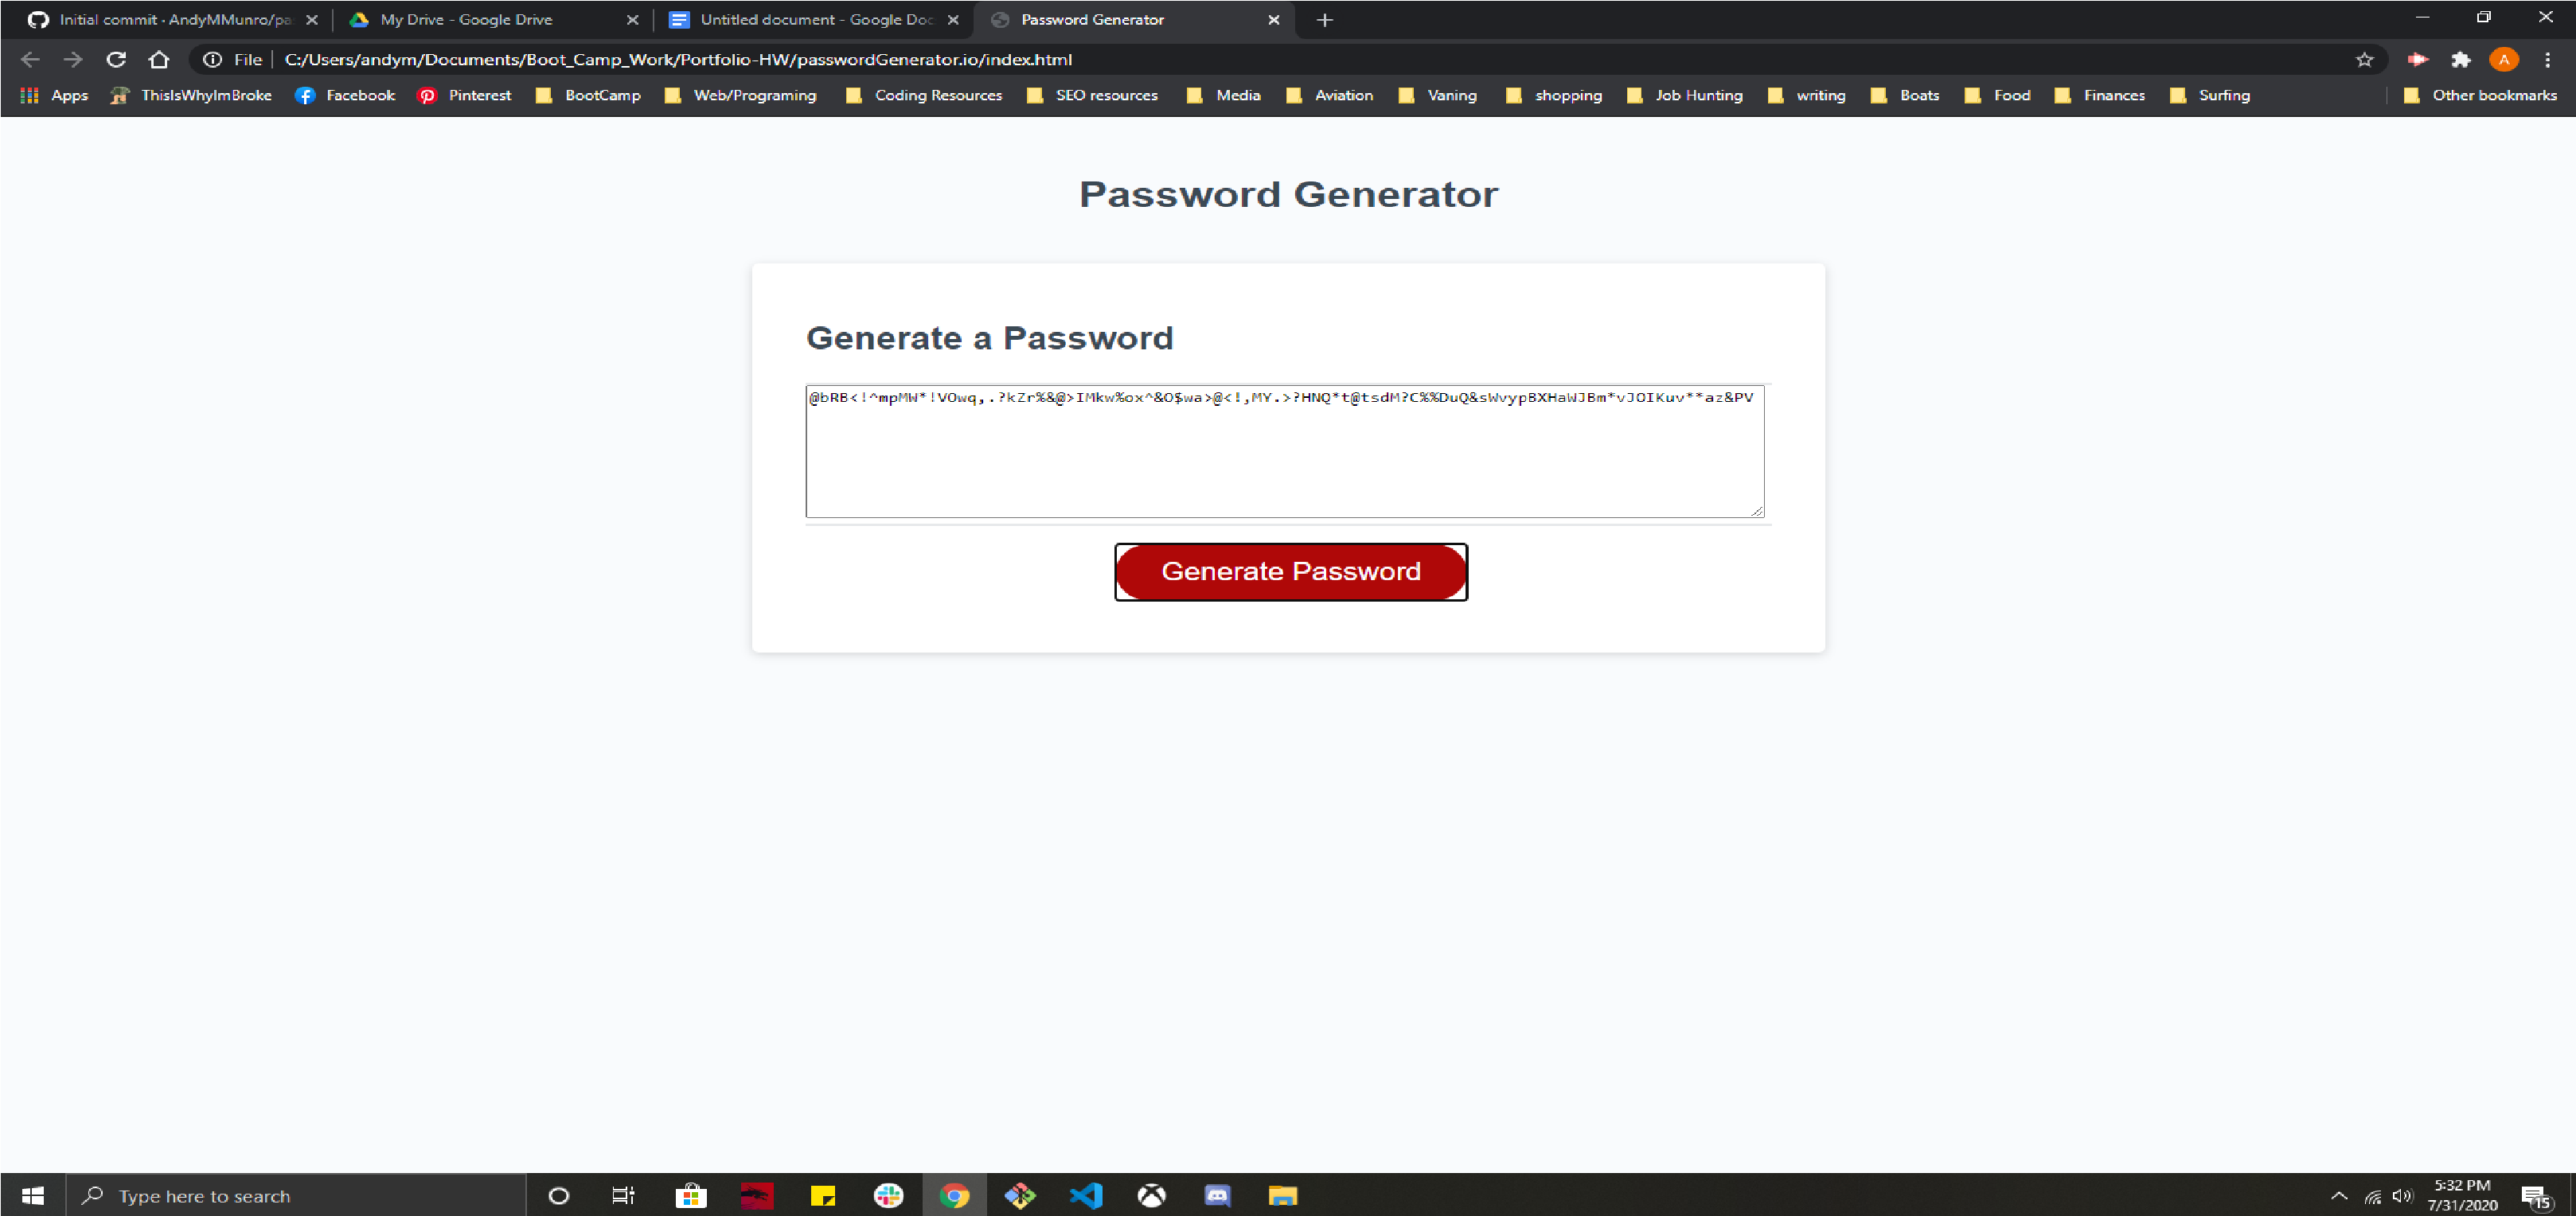 Initial commit · AndyMMunro/pa
My Drive - Google Drive
Untitled document - Google Doc
Password Generator
File
C:/Users/andym/Documents/Boot_Camp_Work/Portfolio-HW/passwordGenerator.io/index.html
A
Apps ThisIsWhyImBroke Facebook Pinterest BootCamp Web/Programing Coding Resources SEO resources Media Aviation Vaning shopping Job Hunting writing Boats Food Finances Surfing Other bookmarks
Password Generator
Generate a Password
@bRB<!^mpMW*!VOwq,.?kZr%&@>IMkw%ox^&O$wa>@<!,MY.>?HNQ*t@tsdM?C%%DuQ&sWvypBXHaWJBm*vJOIKuv**az&PV
Generate Password
Type here to search
5:32 PM
7/31/2020
15